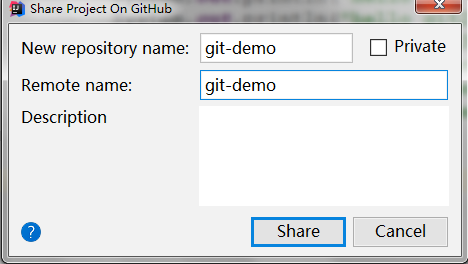 Share Project On GitHub
New repository name: git-demo Private
Remote name: git-demo
Description
? Share Cancel